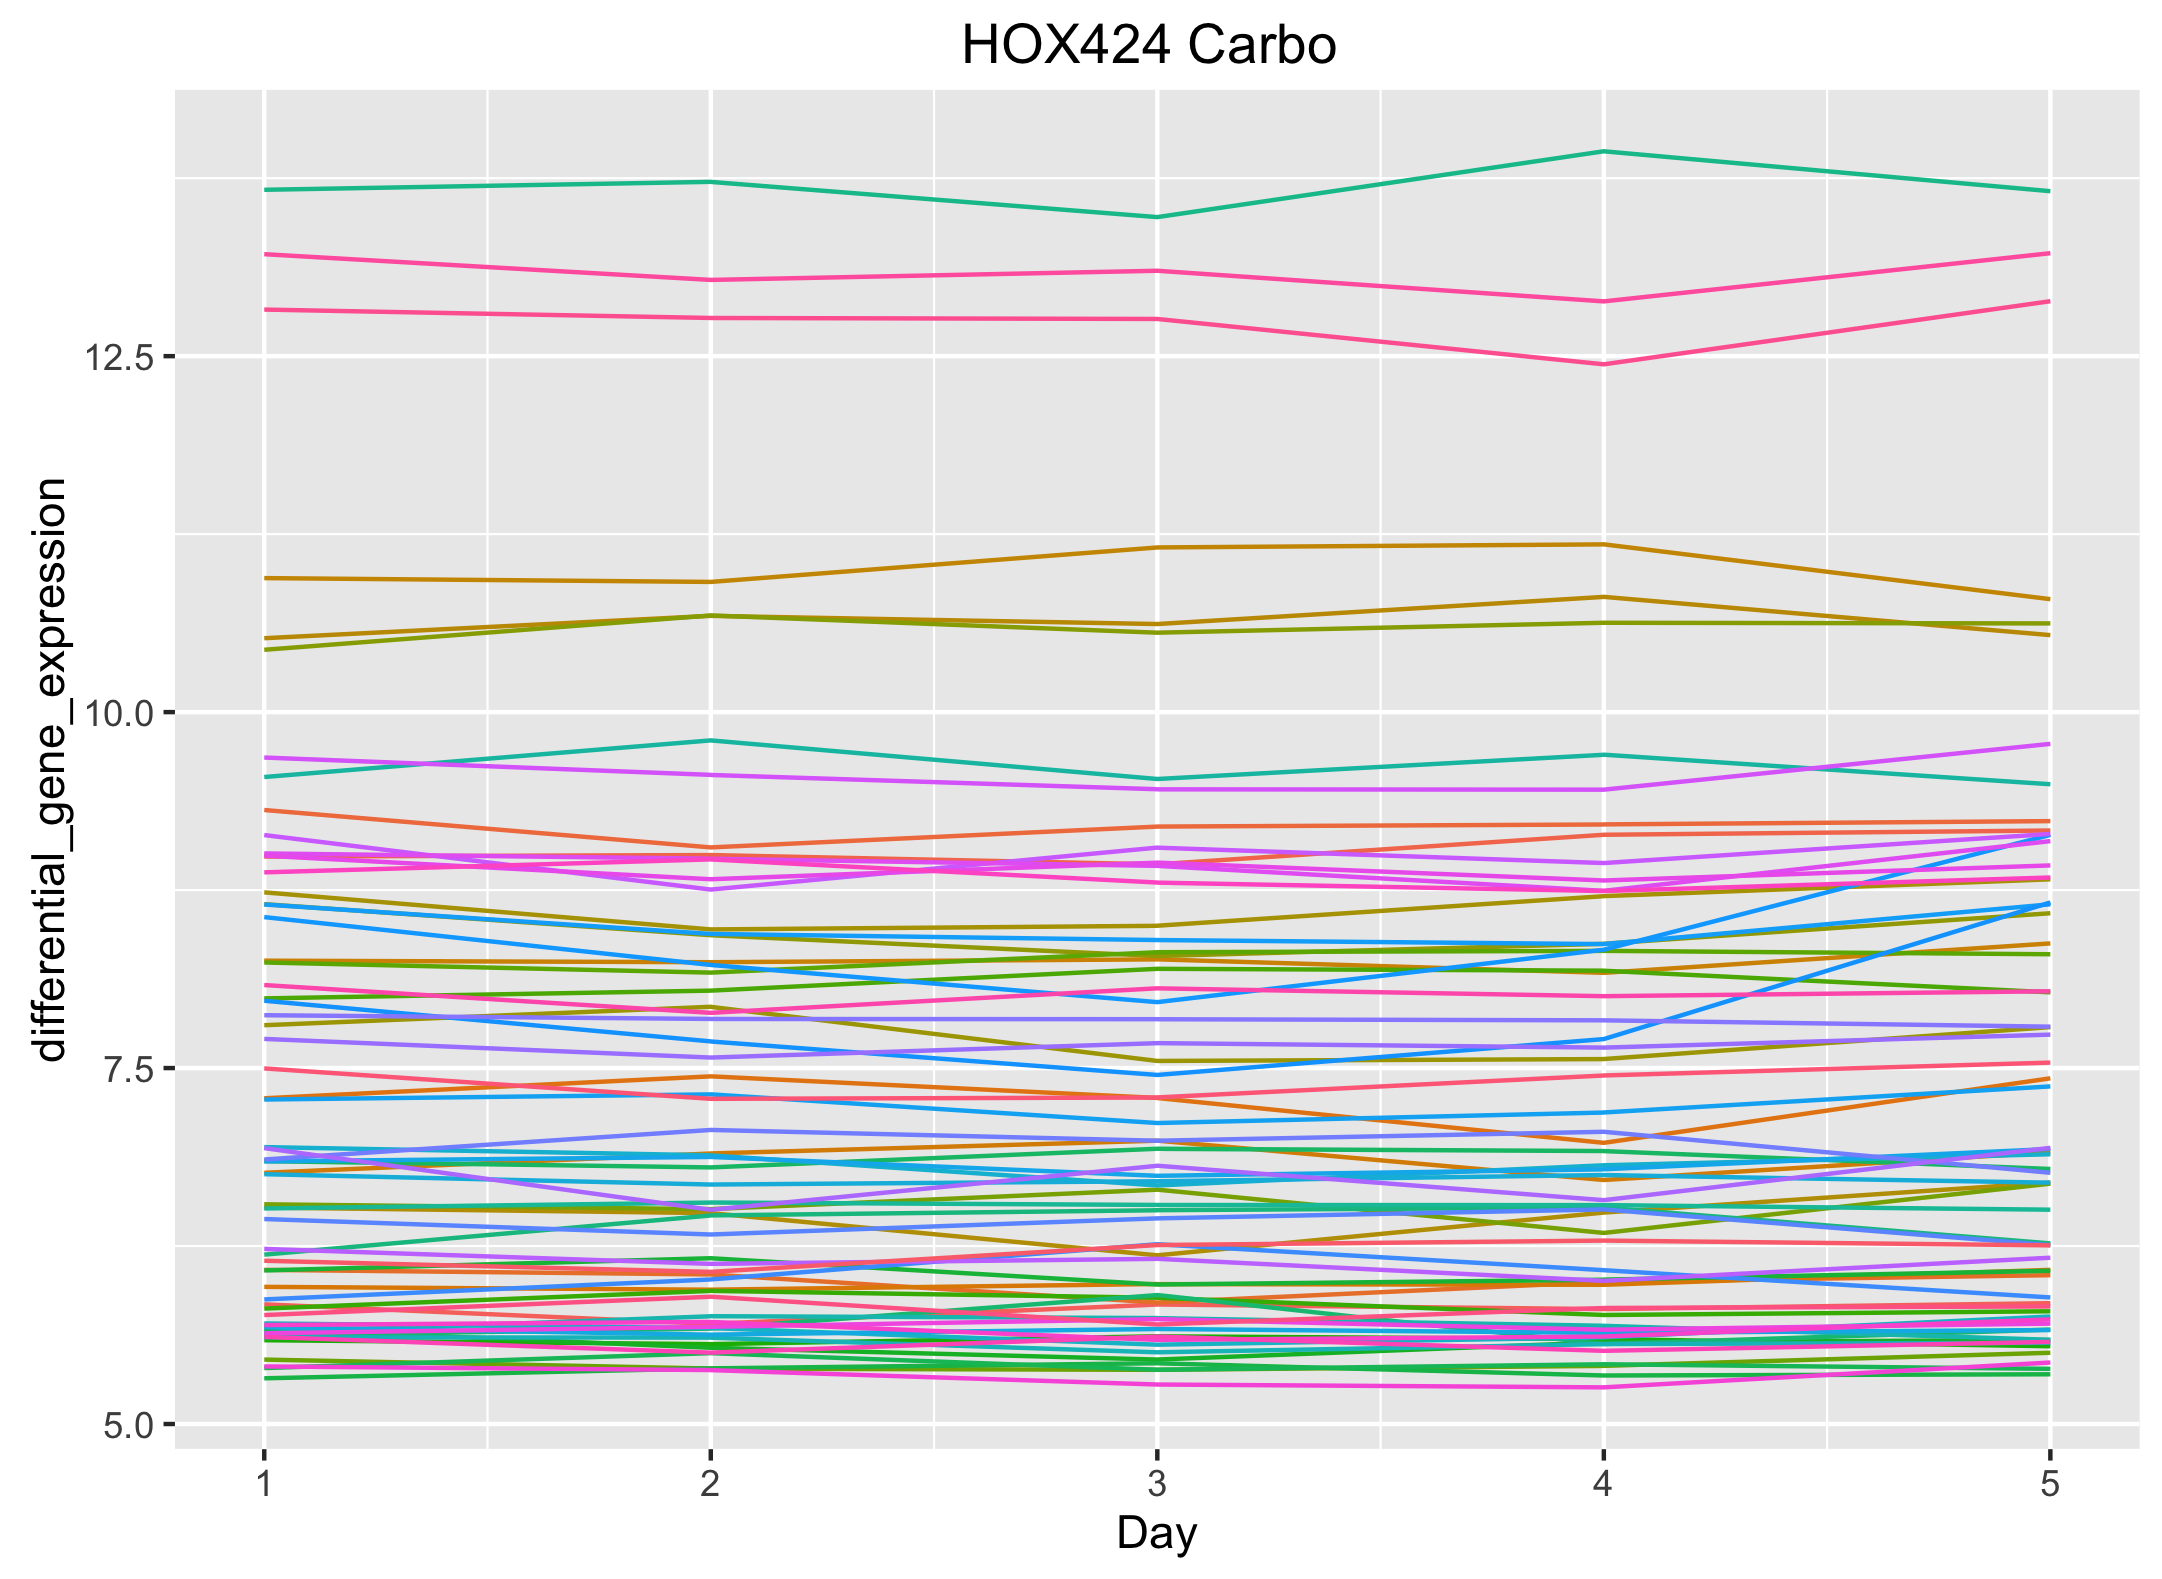 HOX424 Carbo
differential_gene_expression
12.5
10.0
7.5
5.0
1 2 3 4 5
Day